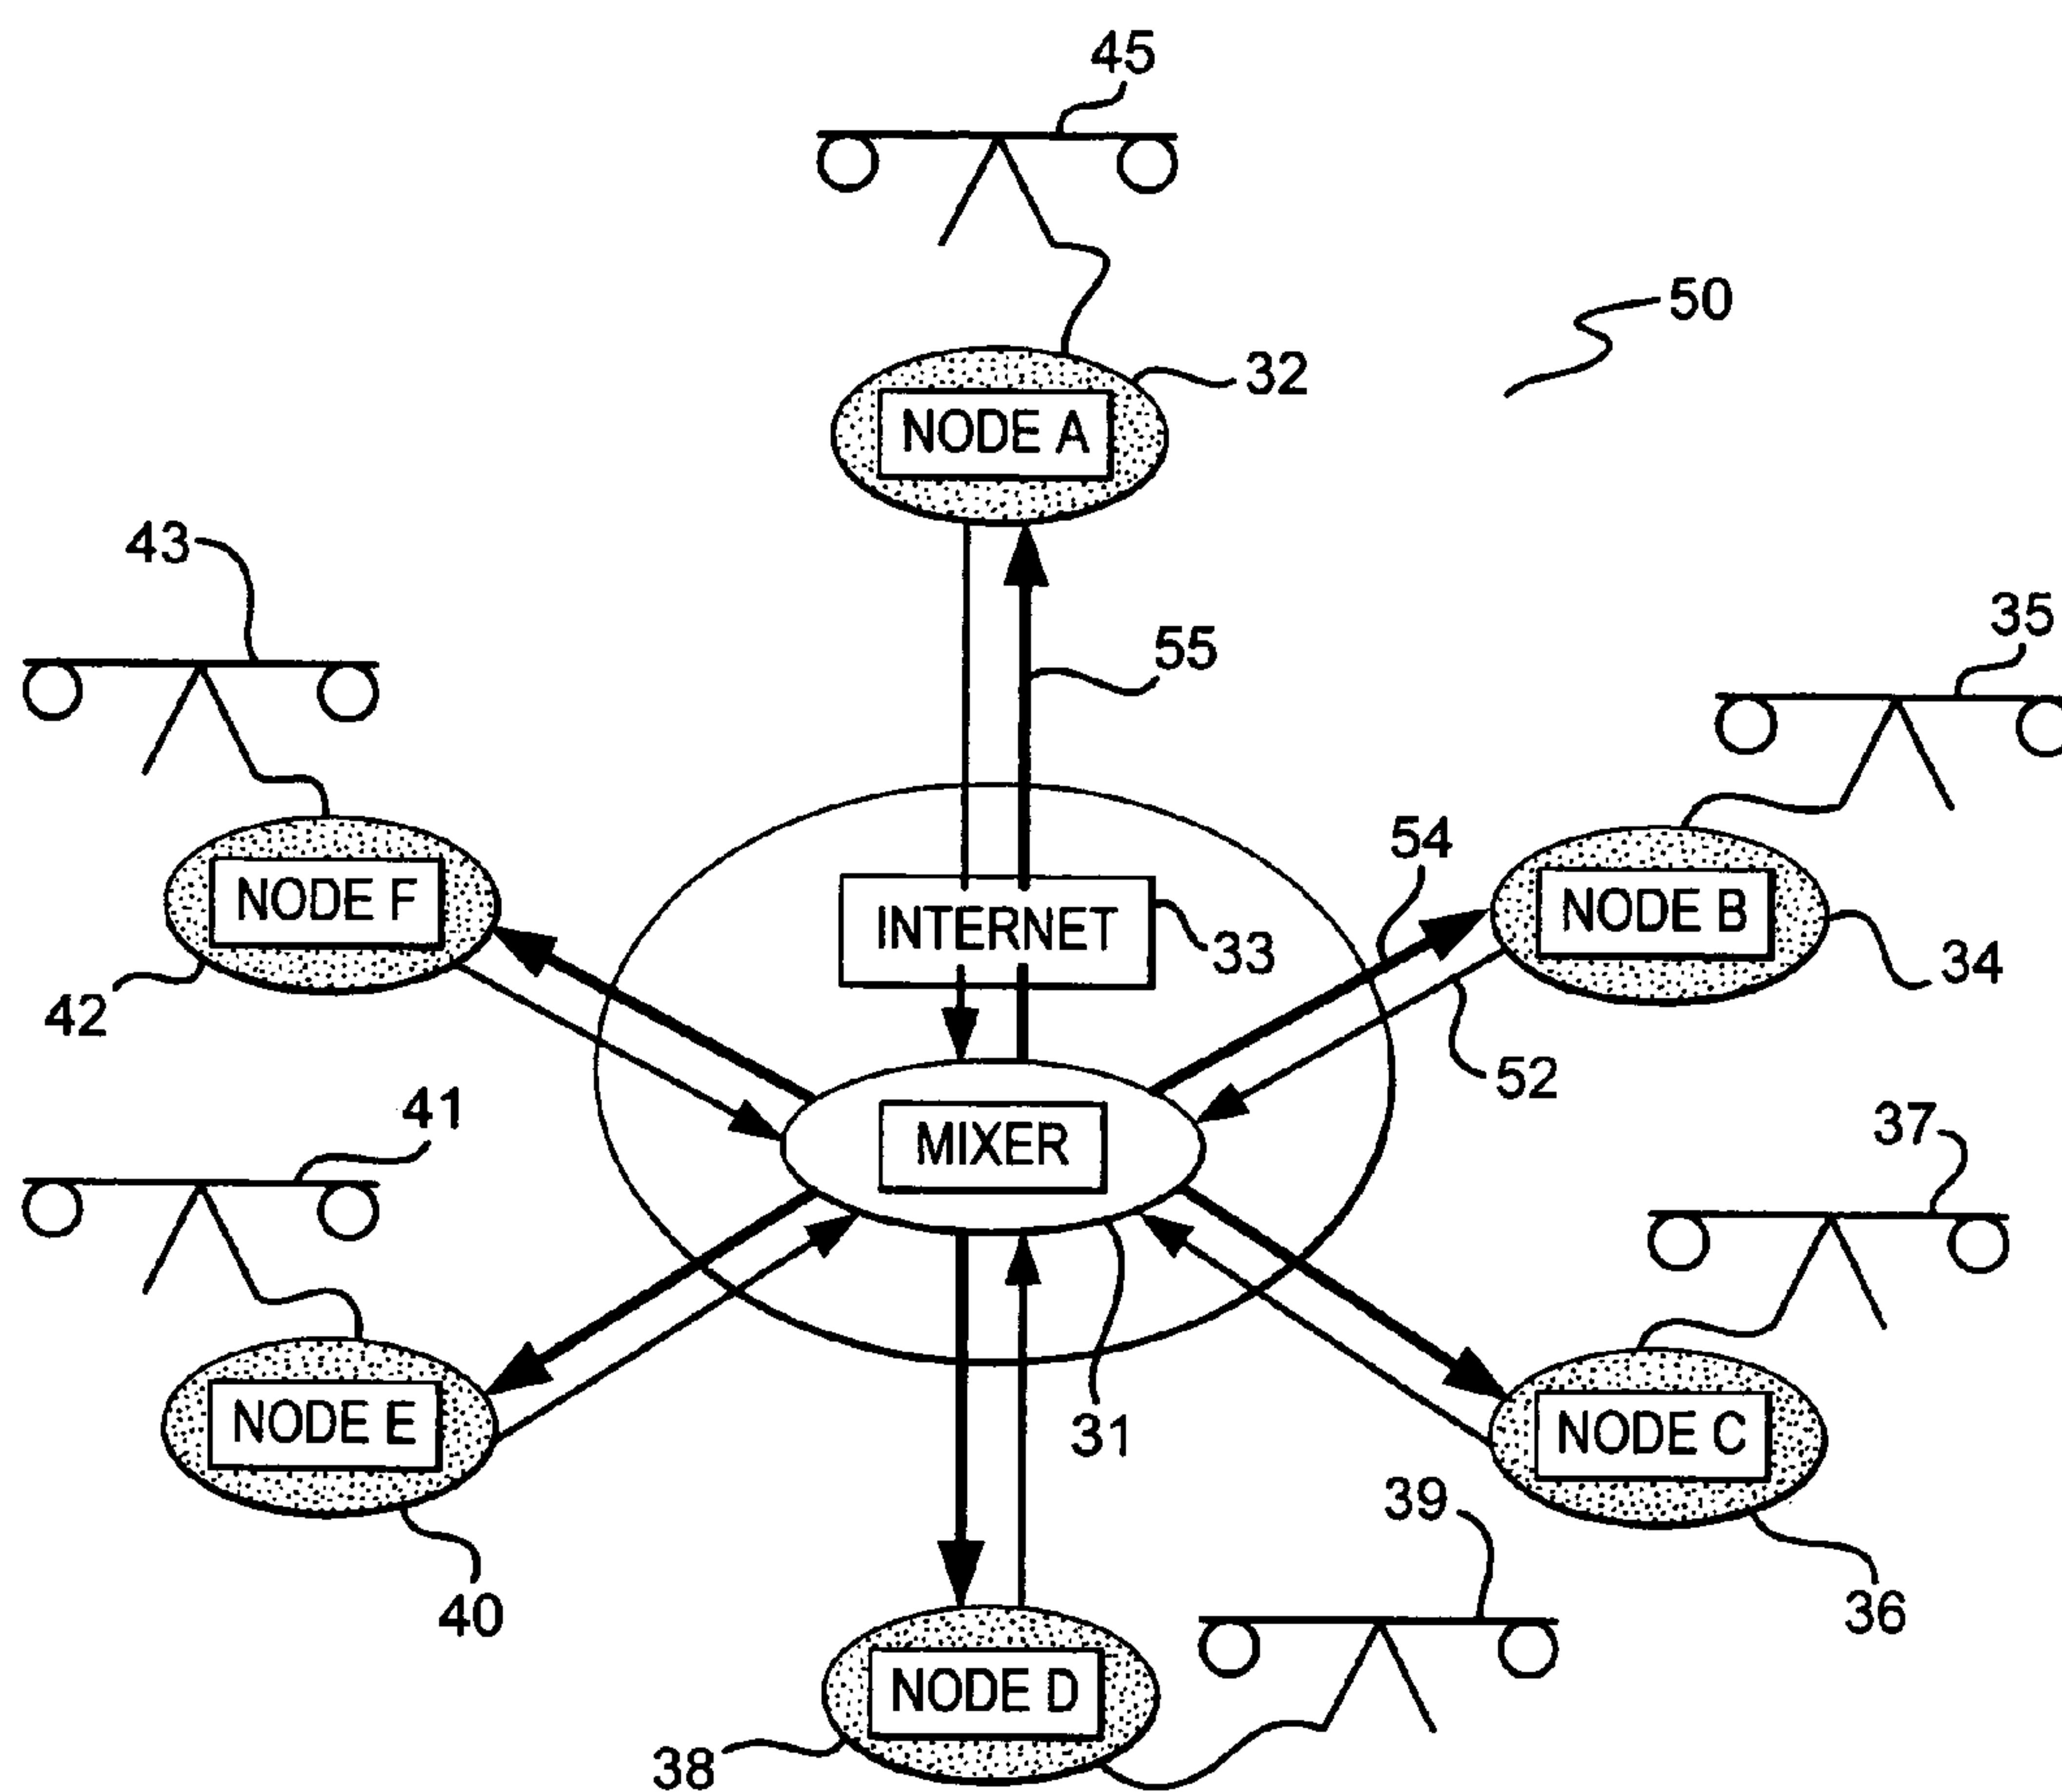 45
50
32
NODE A
43
35
55
54
NODE F
INTERNET
33
NODE B
34
42
52
41
MIXER
37
NODE E
31
NODE C
39
40
36
NODE D
38